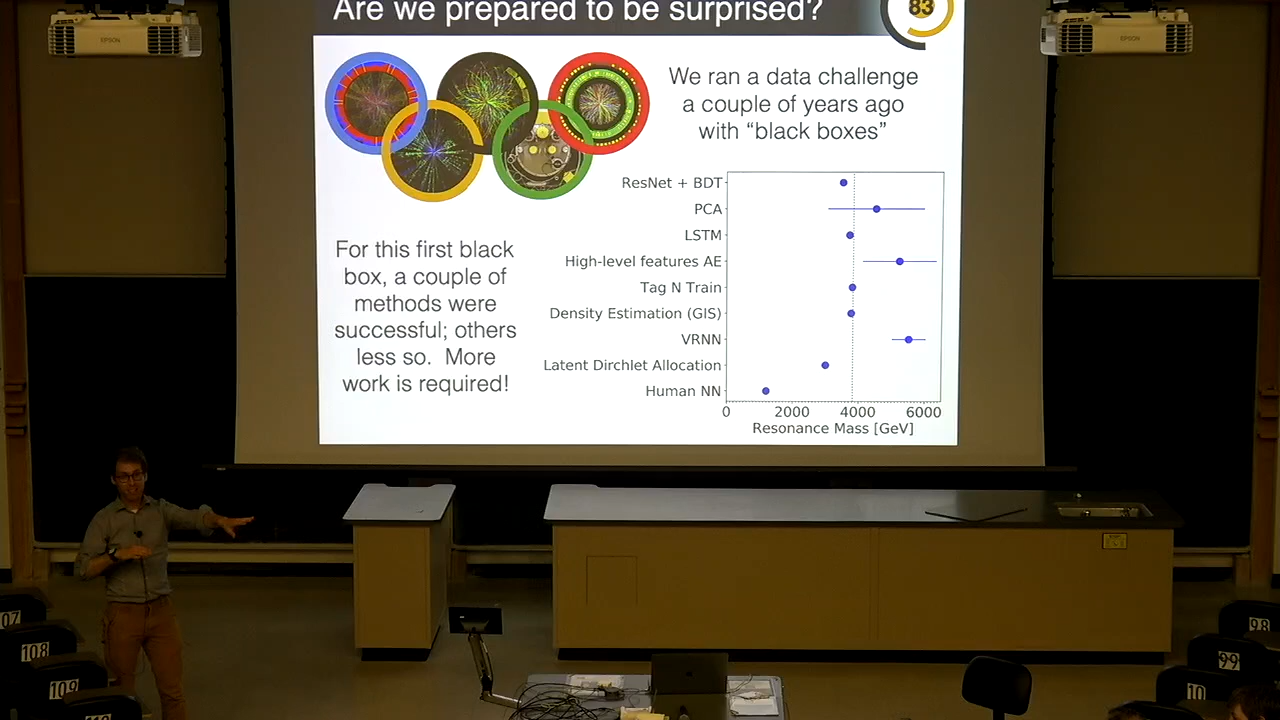 Are we prepared to be surprised?
83
EPSON
EPSON
We ran a data challenge
a couple of years ago
with “black boxes”
For this first black
box, a couple of
methods were
successful; others
less so. More
work is required!
ResNet + BDT
PCA
LSTM
High-level features AE
Tag N Train
Density Estimation (GIS)
VRNN
Latent Dirchlet Allocation
Human NN
0 2000 4000 6000
Resonance Mass [GeV]
107
108
109
110
98
99
10